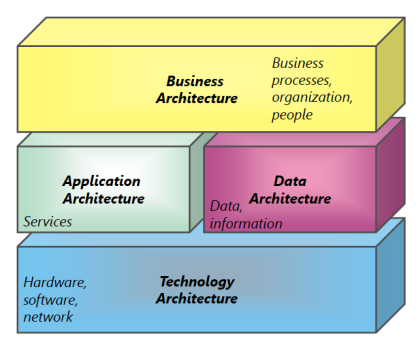 Business
Architecture
Business
processes,
organization,
people
Application
Architecture
Services
Data
Architecture
Data,
information
Technology
Architecture
Hardware,
software,
network